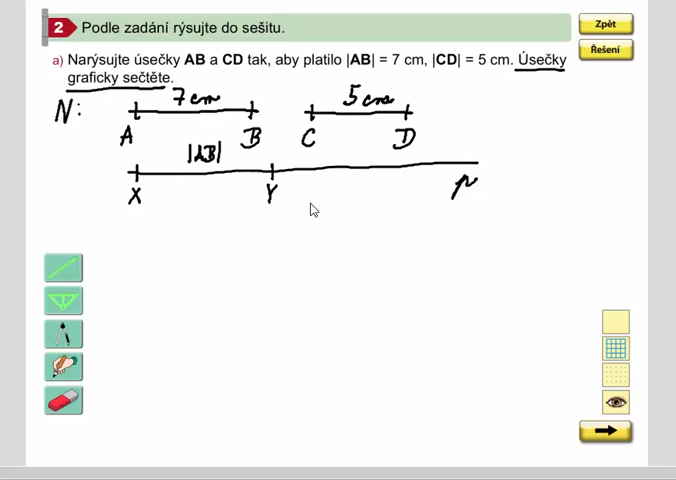 2 Podle zadání rýsujte do sešitu.
Zpět
Řešení
a) Narýsujte úsečky AB a CD tak, aby platilo |AB| = 7 cm, |CD| = 5 cm. Úsečky
graficky sečtěte.
N: 7 cm 5 cm
A B C D
|AB|
X Y p